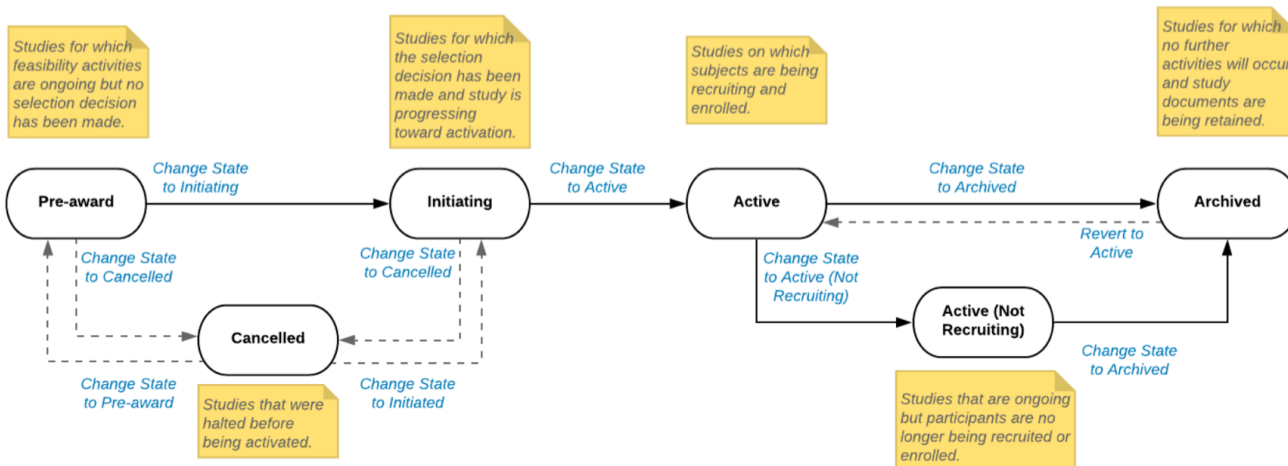 Studies for which
feasibility activities
are ongoing but no
selection decision
has been made.
Studies for which
the selection
decision has been
made and study is
progressing
toward activation.
Studies on which
subjects are being
recruiting and
enrolled.
Studies for which
no further
activities will occur
and study
documents are
being retained.
Pre-award
Change State
to Initiating
Initiating
Change State
to Active
Active
Change State
to Archived
Archived
Revert to
Active
Change State
to Cancelled
Change State
to Cancelled
Change State
to Active (Not
Recruiting)
Cancelled
Active (Not
Recruiting)
Change State
to Pre-award
Change State
to Initiated
Change State
to Archived
Studies that were
halted before
being activated.
Studies that are ongoing
but participants are no
longer being recruited or
enrolled.